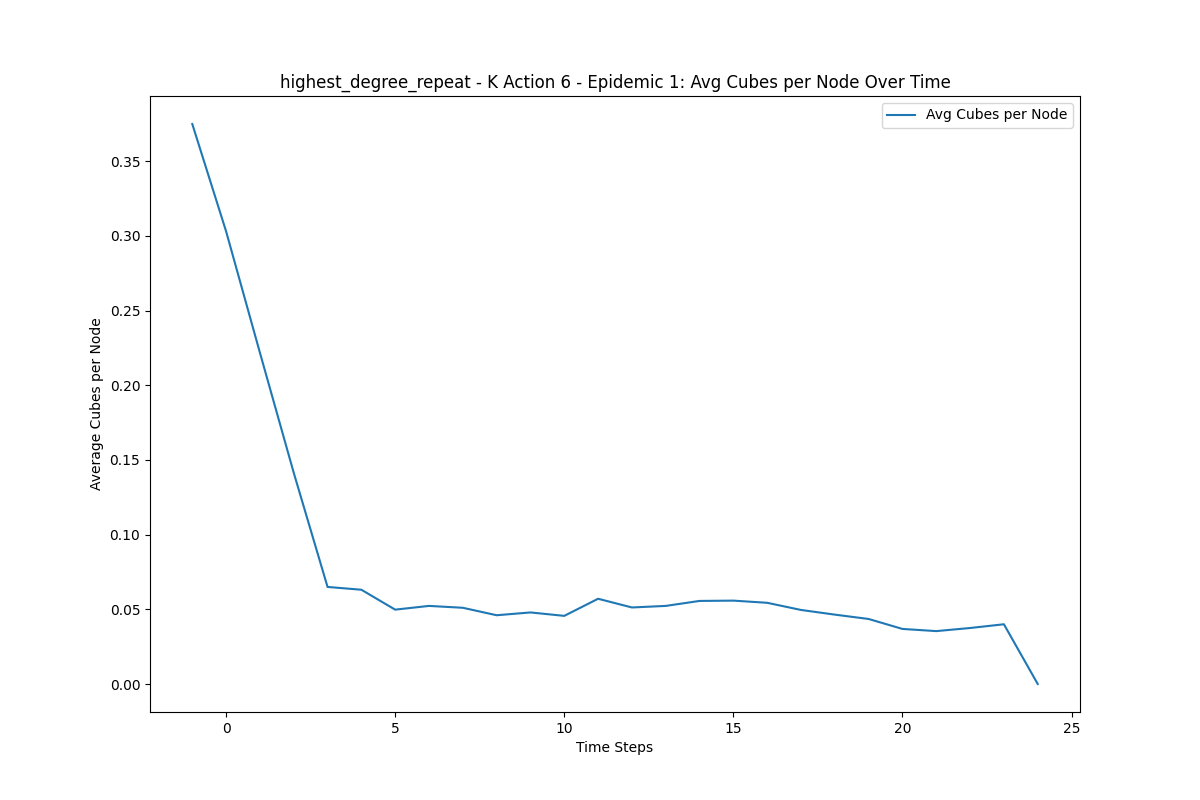 highest_degree_repeat - K Action 6 - Epidemic 1: Avg Cubes per Node Over Time
Avg Cubes per Node
Average Cubes per Node
0.35
0.30
0.25
0.20
0.15
0.10
0.05
0.00
0 5 10 15 20 25
Time Steps